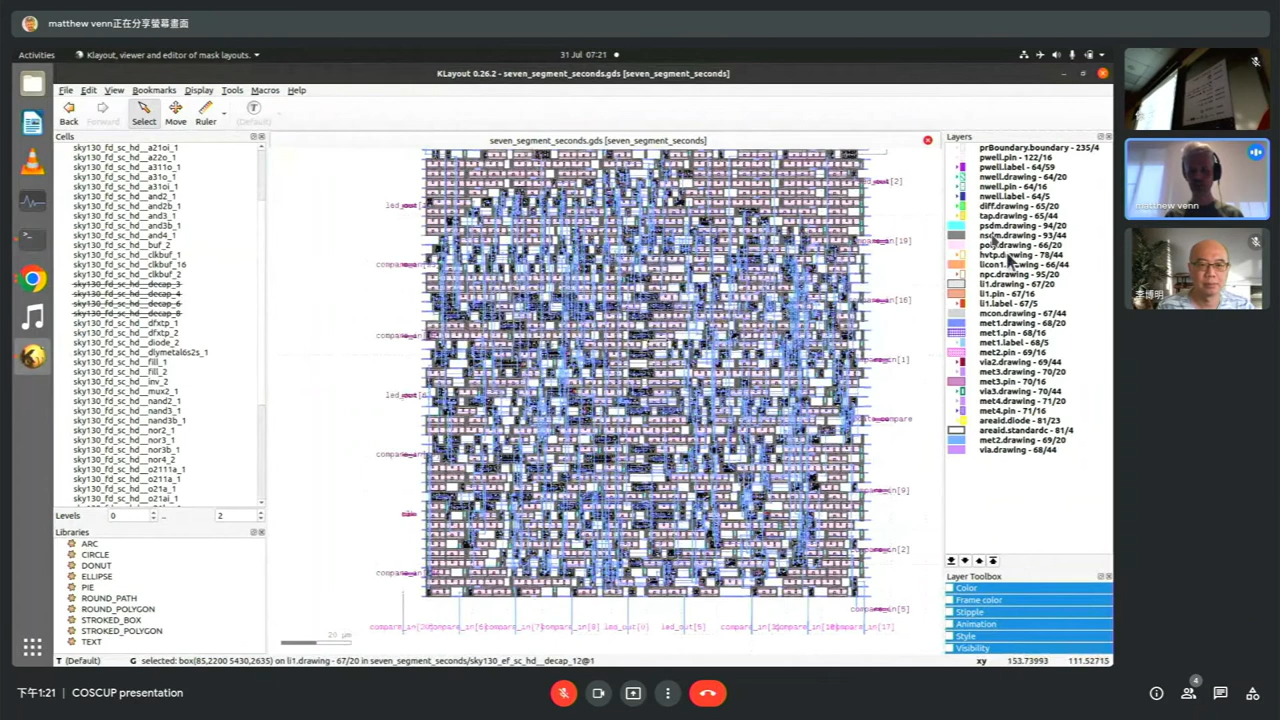 matthew venn正在分享螢幕畫面
Activities
Klayout, viewer and editor of mask layouts.
31 Jul 07:21
KLayout 0.26.2 - seven_segment_seconds.gds [seven_segment_seconds]
File Edit View Bookmarks Display Tools Macros Help
Back Forward Select Move Ruler (Default)
Cells
seven_segment_seconds.gds [seven_segment_seconds]
Layers
sky130_fd_sc_hd__a21oi_1
sky130_fd_sc_hd__a22o_1
sky130_fd_sc_hd__a311o_1
sky130_fd_sc_hd__a31o_1
sky130_fd_sc_hd__a31oi_1
sky130_fd_sc_hd__and2_1
sky130_fd_sc_hd__and2b_1
sky130_fd_sc_hd__and3_1
sky130_fd_sc_hd__and3b_1
sky130_fd_sc_hd__and4_1
sky130_fd_sc_hd__buf_2
sky130_fd_sc_hd__clkbuf_1
sky130_fd_sc_hd__clkbuf_16
sky130_fd_sc_hd__clkbuf_2
sky130_fd_sc_hd__decap_3
sky130_fd_sc_hd__decap_4
sky130_fd_sc_hd__decap_6
sky130_fd_sc_hd__decap_8
sky130_fd_sc_hd__dfxtp_1
sky130_fd_sc_hd__dfxtp_2
sky130_fd_sc_hd__diode_2
sky130_fd_sc_hd__dlymetal6s2s_1
sky130_fd_sc_hd__fill_1
sky130_fd_sc_hd__fill_2
sky130_fd_sc_hd__inv_2
sky130_fd_sc_hd__mux2_1
sky130_fd_sc_hd__nand2_1
sky130_fd_sc_hd__nand3_1
sky130_fd_sc_hd__nand3b_1
sky130_fd_sc_hd__nor2_1
sky130_fd_sc_hd__nor3_1
sky130_fd_sc_hd__nor3b_1
sky130_fd_sc_hd__nor4_2
sky130_fd_sc_hd__o2111a_1
sky130_fd_sc_hd__o211a_1
sky130_fd_sc_hd__o21a_1
sky130_fd_sc_hd__o21ai_1
Levels 0 .. 2
Libraries
ARC
CIRCLE
DONUT
ELLIPSE
PIE
ROUND_PATH
ROUND_POLYGON
STROKED_BOX
STROKED_POLYGON
TEXT
20 µm
prBoundary.boundary - 235/4
pwell.pin - 122/16
pwell.label - 64/59
nwell.drawing - 64/20
nwell.pin - 64/16
nwell.label - 64/5
diff.drawing - 65/20
tap.drawing - 65/44
psdm.drawing - 94/20
nsdm.drawing - 93/44
poly.drawing - 66/20
hvtp.drawing - 78/44
licon1.drawing - 66/44
npc.drawing - 95/20
li1.drawing - 67/20
li1.pin - 67/16
li1.label - 67/5
mcon.drawing - 67/44
met1.drawing - 68/20
met1.pin - 68/16
met1.label - 68/5
met2.pin - 69/16
via2.drawing - 69/44
met3.drawing - 70/20
met3.pin - 70/16
via3.drawing - 70/44
met4.drawing - 71/20
met4.pin - 71/16
areaid.diode - 81/23
areaid.standardc - 81/4
met2.drawing - 69/20
via.drawing - 68/44
Layer Toolbox
Color
Frame color
Stipple
Animation
Style
Visibility
T (Default) G selected: box(85,2200 5430,2635) on li1.drawing - 67/20 in seven_segment_seconds/sky130_ef_sc_hd__decap_12@1
xy 153.73993 111.52715
matthew venn
李博明
下午1:21 | COSCUP presentation
4